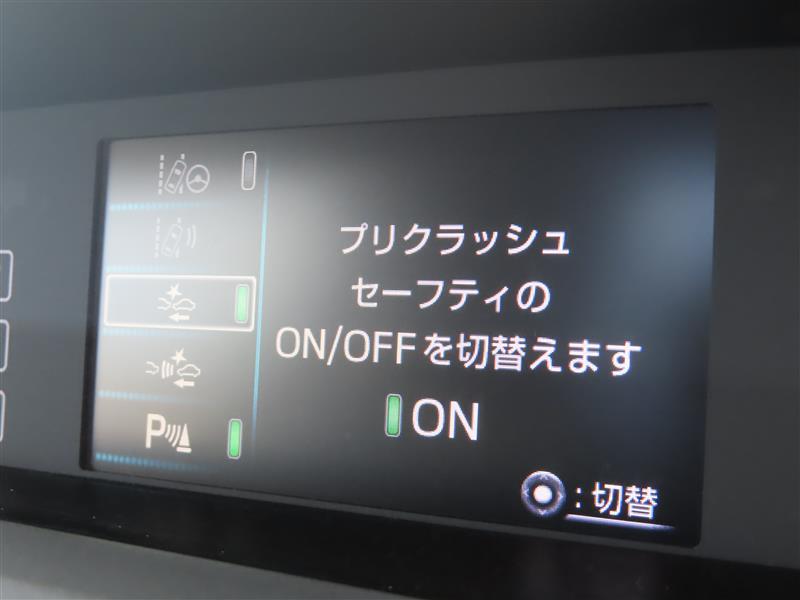 プリクラッシュ
セーフティの
ON/OFFを切替えます
ON
P
:切替